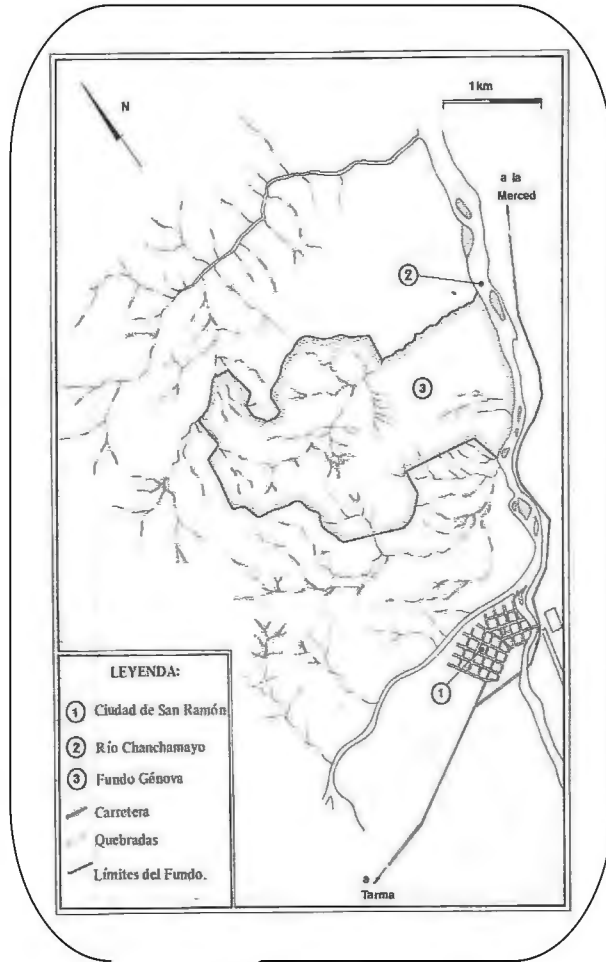 N
1 km
a la
Merced
2
3
1
LEYENDA:
1 Ciudad de San Ramón
2 Río Chanchamayo
3 Fundo Génova
Carretera
Quebradas
Límites del Fundo.
a
Tarma